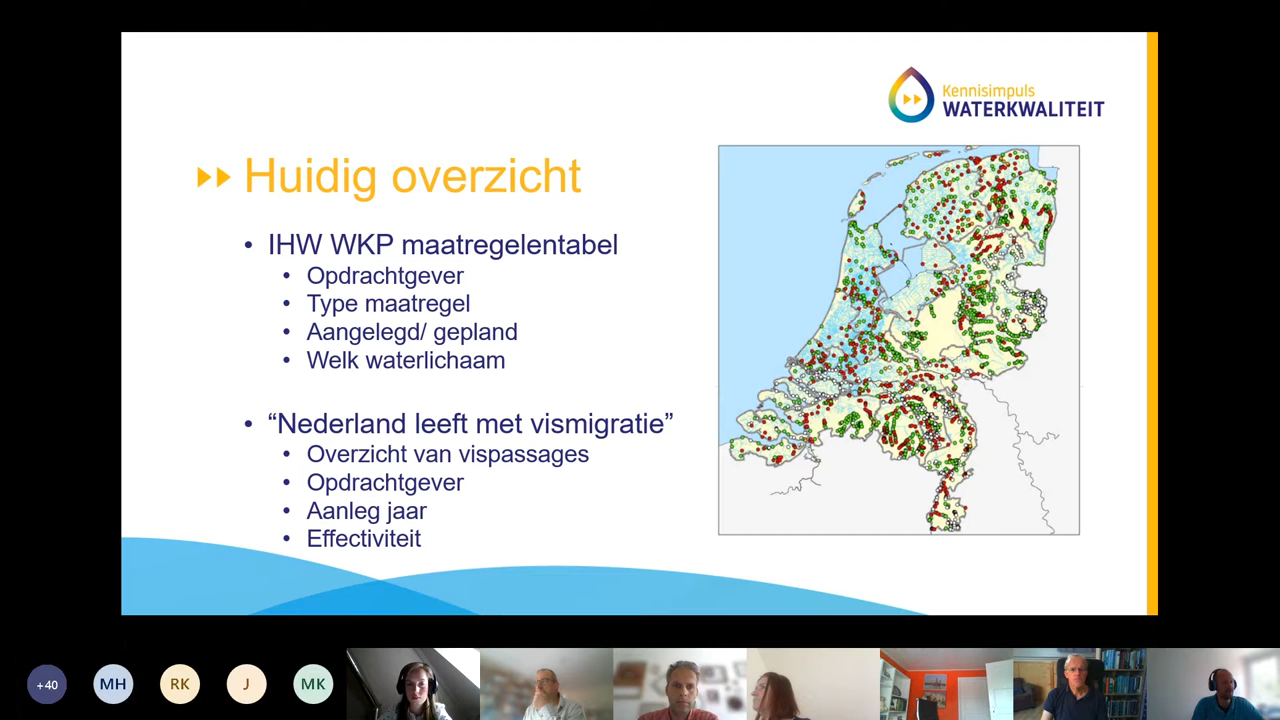 Kennisimpuls
WATERKWALITEIT
Huidig overzicht
• IHW WKP maatregelentabel
• Opdrachtgever
• Type maatregel
• Aangelegd/ gepland
• Welk waterlichaam
• “Nederland leeft met vismigratie”
• Overzicht van vispassages
• Opdrachtgever
• Aanleg jaar
• Effectiviteit
+40 MH RK J MK